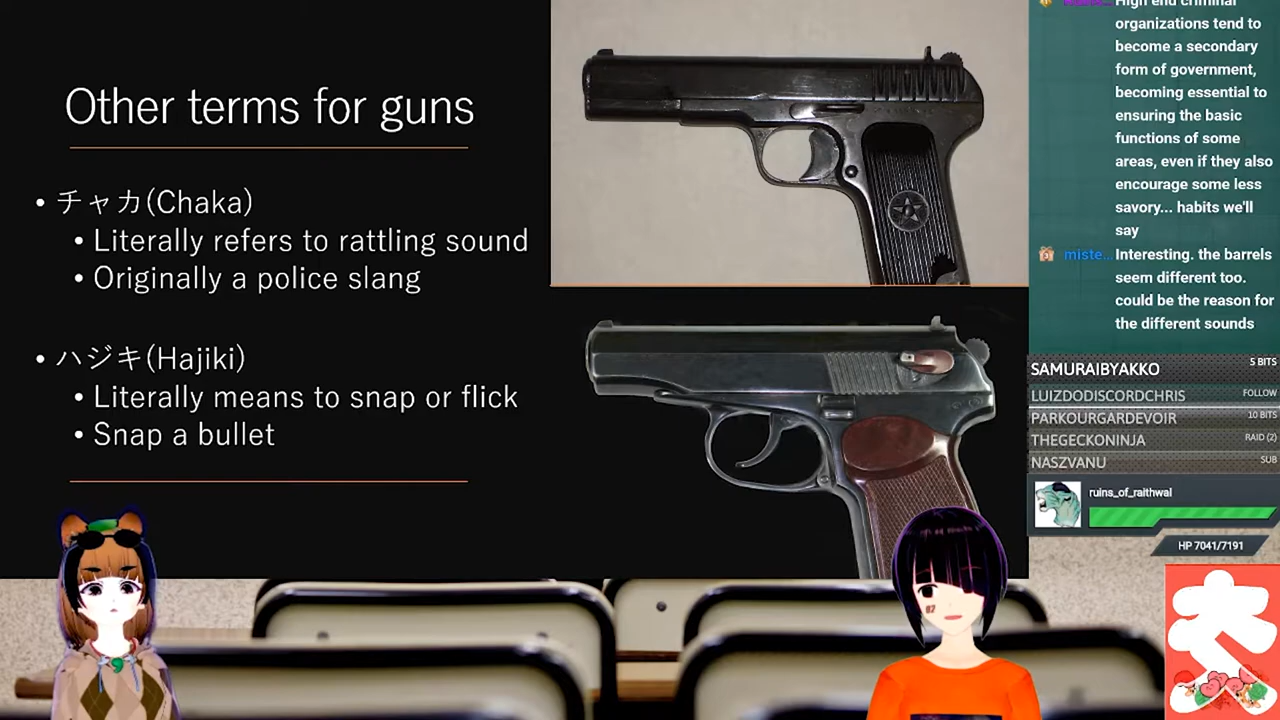 Other terms for guns
• チャカ(Chaka)
• Literally refers to rattling sound
• Originally a police slang
• ハジキ(Hajiki)
• Literally means to snap or flick
• Snap a bullet
High end criminal
organizations tend to
become a secondary
form of government,
becoming essential to
ensuring the basic
functions of some
areas, even if they also
encourage some less
savory... habits we'll
say
miste... Interesting. the barrels
seem different too.
could be the reason for
the different sounds
SAMURAIBYAKKO 5 BITS
LUIZDODISCORDCHRIS FOLLOW
PARKOURGARDEVOIR 10 BITS
THEGECKONINJA RAID (2)
NASZVANU SUB
ruins_of_raithwal
HP 7041/7191